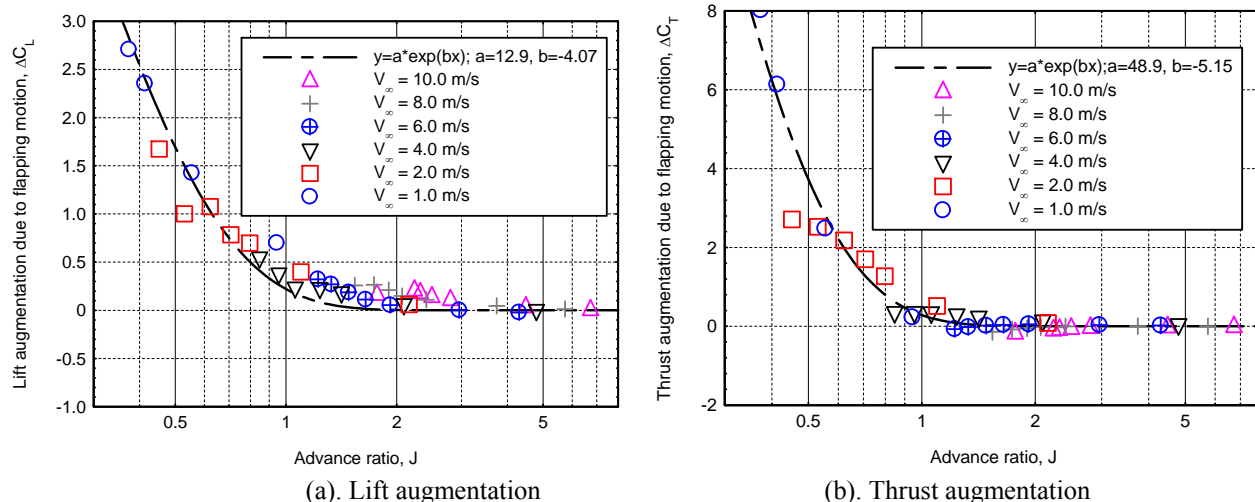 3.0
2.5
2.0
1.5
1.0
0.5
0
-0.5
-1.0
Lift augmentation due to flapping motion, ΔC_L
y=a*exp(bx); a=12.9, b=-4.07
V∞ = 10.0 m/s
V∞ = 8.0 m/s
V∞ = 6.0 m/s
V∞ = 4.0 m/s
V∞ = 2.0 m/s
V∞ = 1.0 m/s
0.5 1 2 5
Advance ratio, J
(a). Lift augmentation
8
6
4
2
0
-2
Thrust augmentation due to flapping motion, ΔC_T
y=a*exp(bx);a=48.9, b=-5.15
V∞ = 10.0 m/s
V∞ = 8.0 m/s
V∞ = 6.0 m/s
V∞ = 4.0 m/s
V∞ = 2.0 m/s
V∞ = 1.0 m/s
0.5 1 2 5
Advance ratio, J
(b). Thrust augmentation